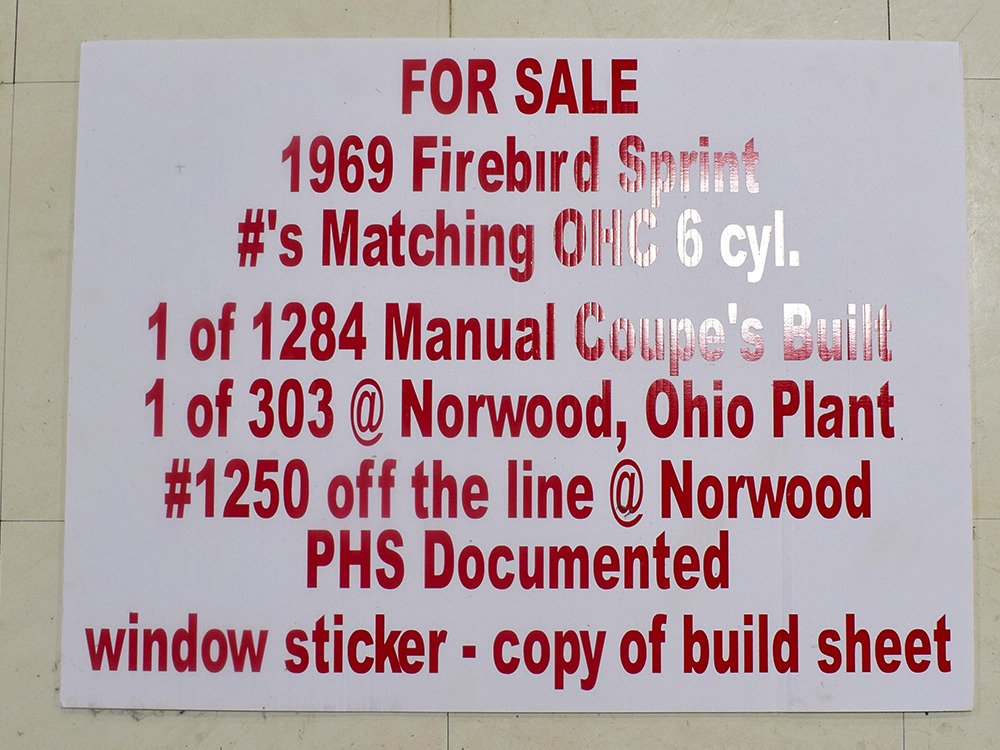 FOR SALE
1969 Firebird Sprint
#'s Matching OHC 6 cyl.
1 of 1284 Manual Coupe's Built
1 of 303 @ Norwood, Ohio Plant
#1250 off the line @ Norwood
PHS Documented
window sticker - copy of build sheet